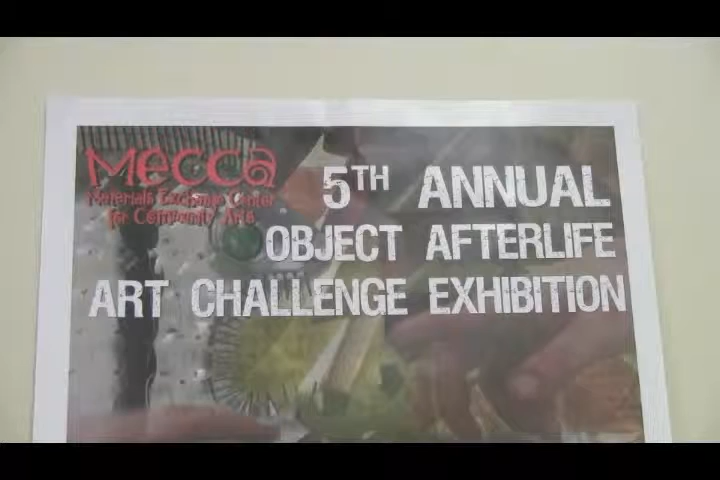 MECCA
Materials Exchange Center
for Community Arts
5TH ANNUAL
OBJECT AFTERLIFE
ART CHALLENGE EXHIBITION